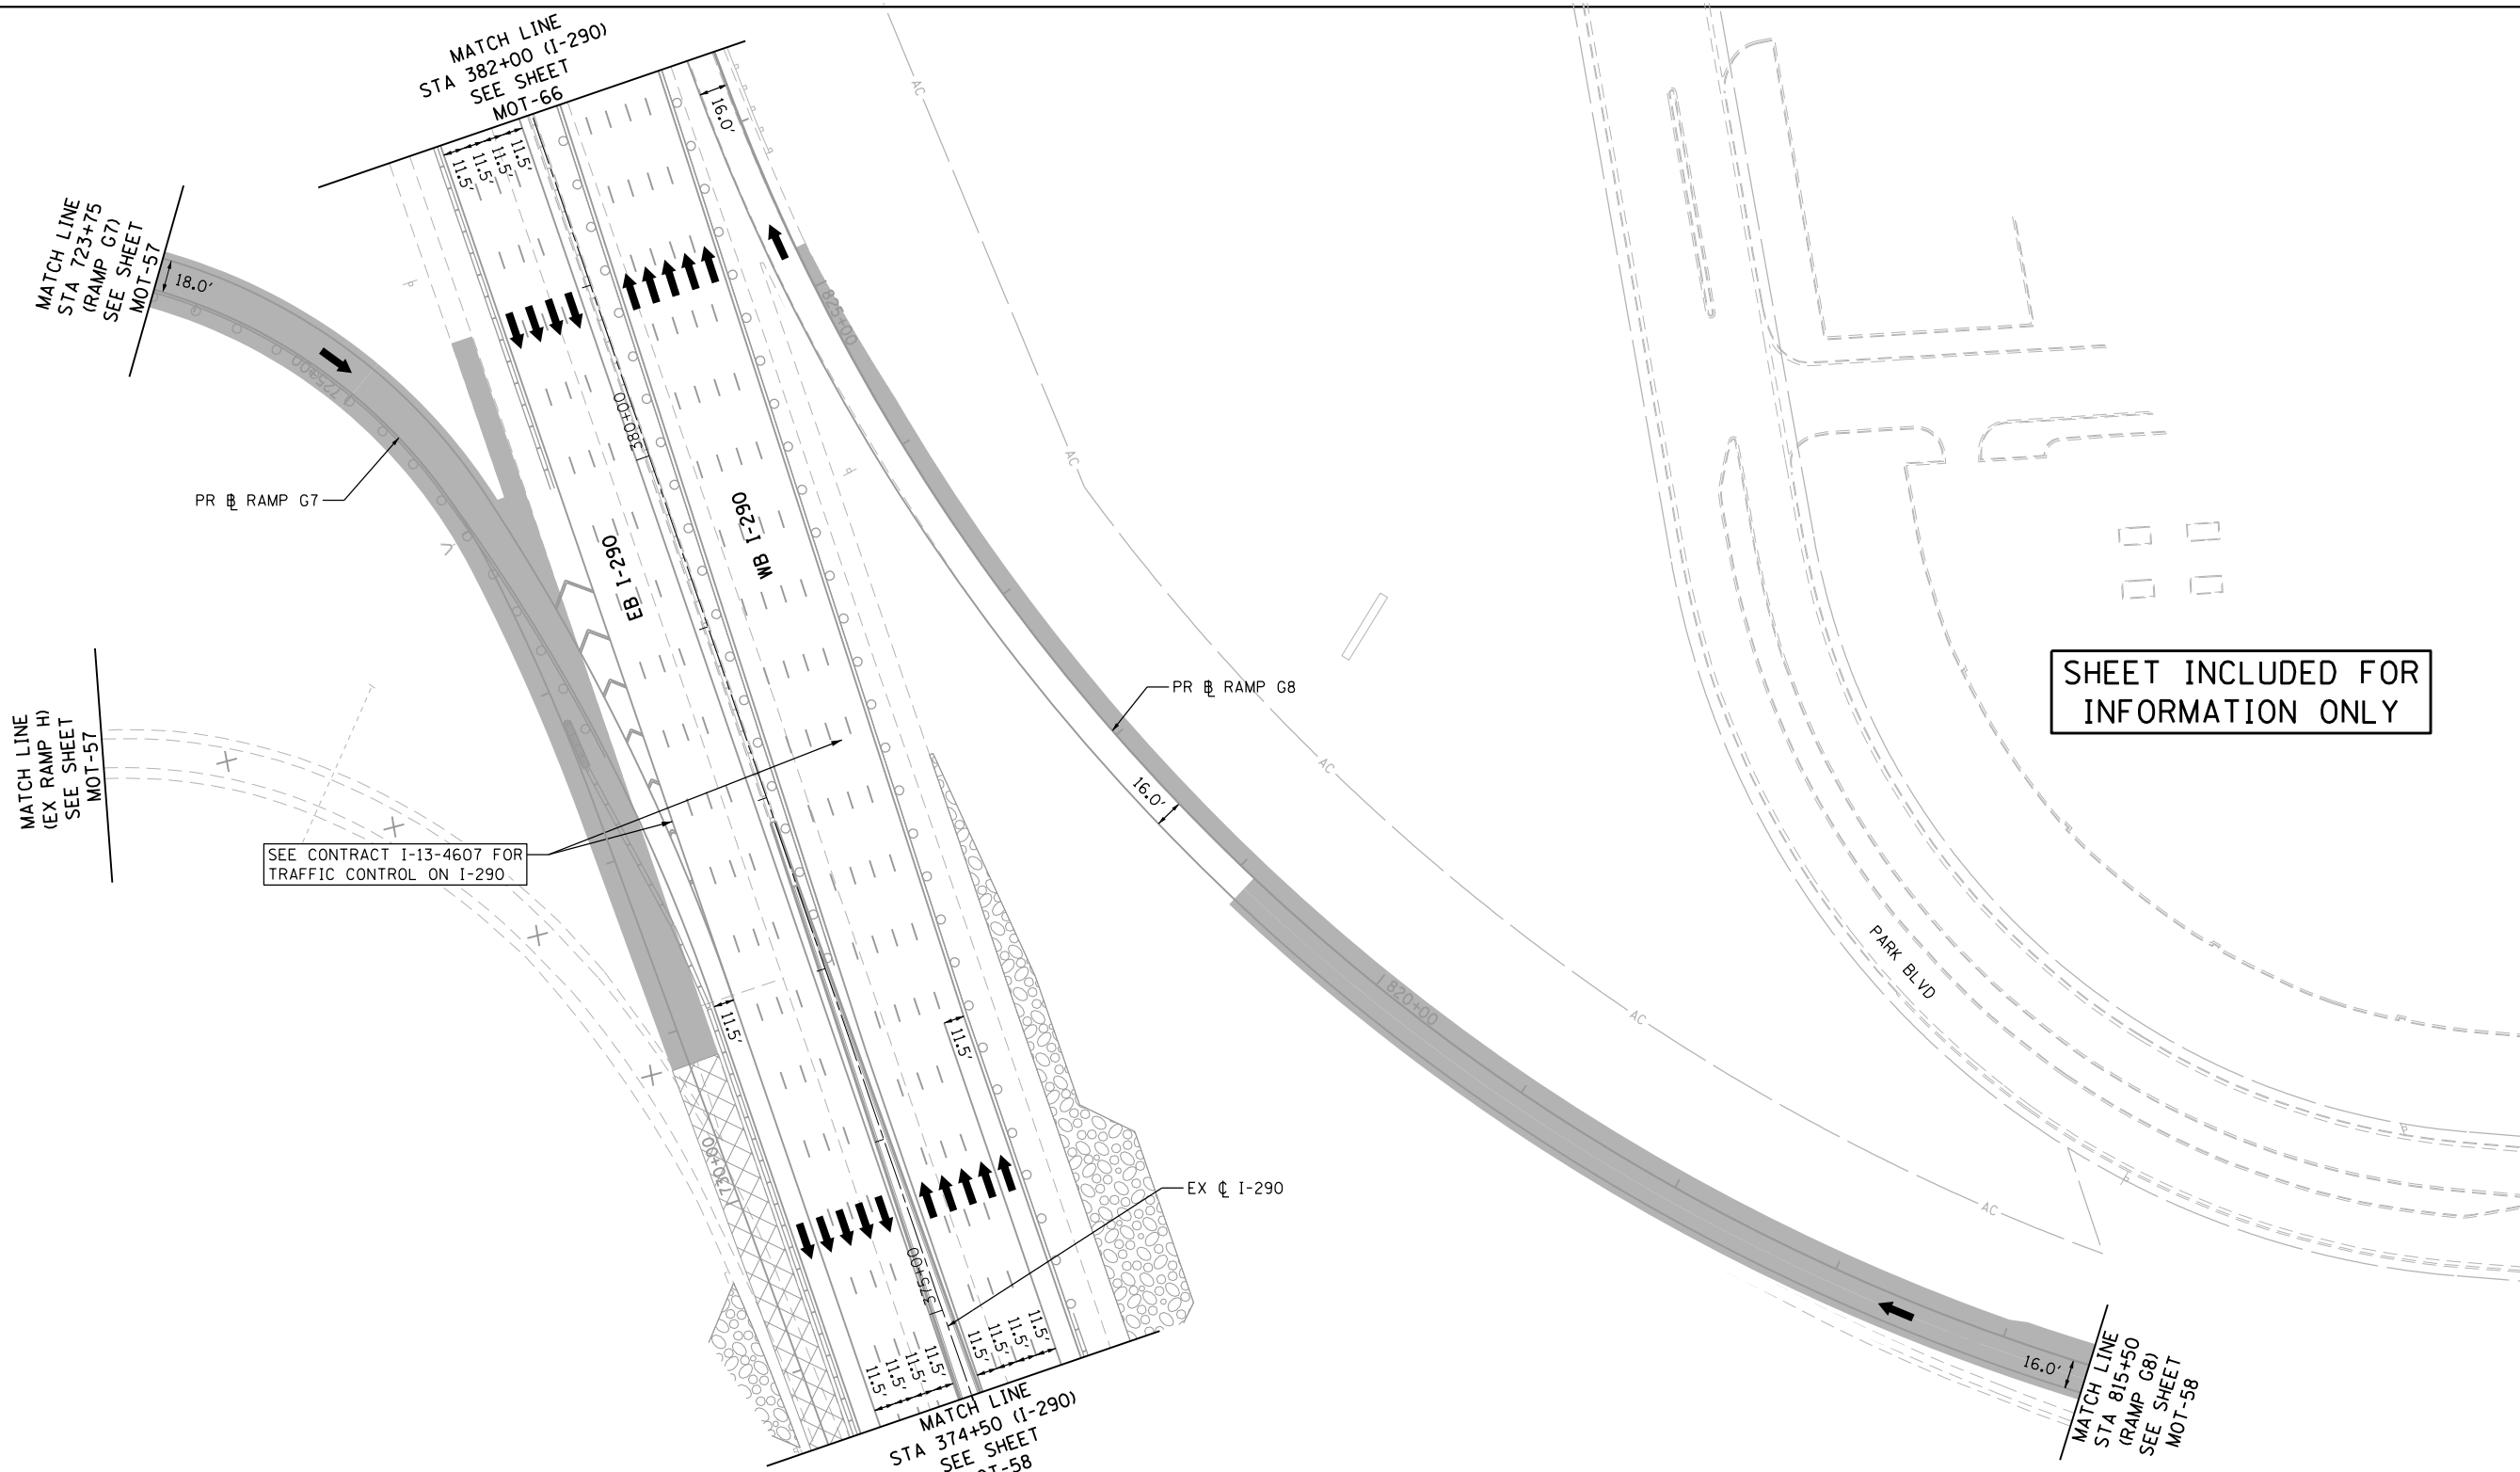 MATCH LINE
STA 382+00 (I-290)
SEE SHEET
MOT-66
11.5'
11.5'
11.5'
11.5'
16.0'
AC
MATCH LINE
STA 723+75
(RAMP G7)
SEE SHEET
MOT-57
18.0'
725+00
825+00
380+00
AC
PR ⅊ RAMP G7
EB I-290
WB I-290
PR ⅊ RAMP G8
SHEET INCLUDED FOR
INFORMATION ONLY
MATCH LINE
(EX RAMP H)
SEE SHEET
MOT-57
AC
16.0'
SEE CONTRACT I-13-4607 FOR
TRAFFIC CONTROL ON I-290
PARK BLVD
820+00
AC
11.5'
11.5'
730+00
EX ℄ I-290
AC
375+00
11.5'
11.5'
11.5'
11.5'
11.5'
11.5'
11.5'
11.5'
16.0'
MATCH LINE
STA 815+50
(RAMP G8)
SEE SHEET
MOT-58
MATCH LINE
STA 374+50 (I-290)
SEE SHEET
MOT-58